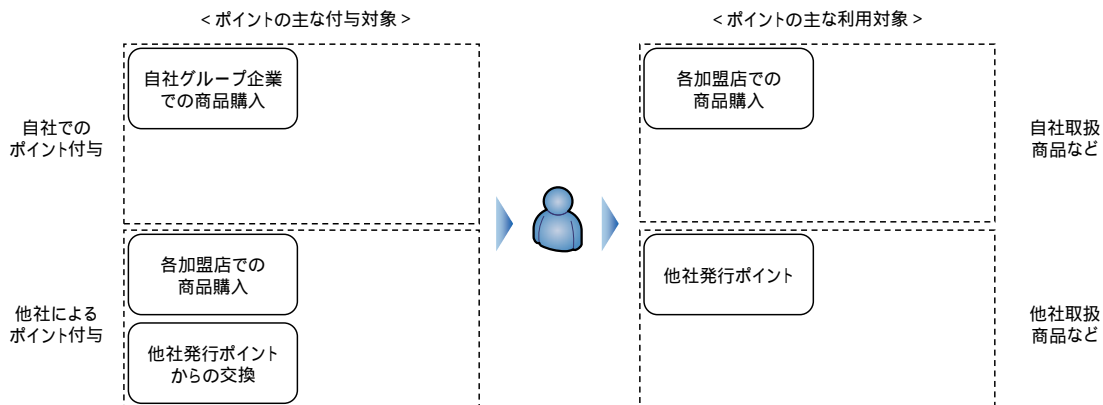 ＜ポイントの主な付与対象＞
＜ポイントの主な利用対象＞
自社での
ポイント付与
自社グループ企業
での商品購入
各加盟店での
商品購入
自社取扱
商品など
他社による
ポイント付与
各加盟店での
商品購入
他社発行ポイント
からの交換
他社発行ポイント
他社取扱
商品など